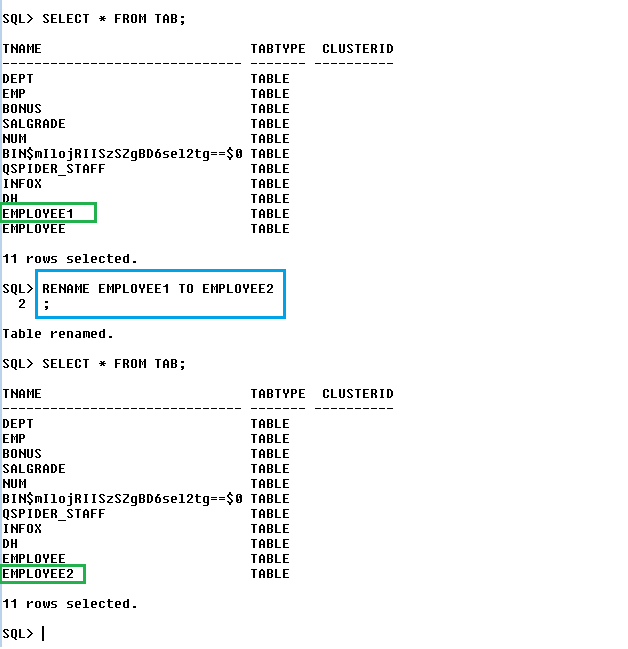 SQL> SELECT * FROM TAB;
TNAME TABTYPE CLUSTERID
------------------------------ ------- ----------
DEPT TABLE
EMP TABLE
BONUS TABLE
SALGRADE TABLE
NUM TABLE
BIN$mIlojRIISzSZgBD6sel2tg==$0 TABLE
QSPIDER_STAFF TABLE
INFOX TABLE
DH TABLE
EMPLOYEE1 TABLE
EMPLOYEE TABLE
11 rows selected.
SQL> RENAME EMPLOYEE1 TO EMPLOYEE2
2 ;
Table renamed.
SQL> SELECT * FROM TAB;
TNAME TABTYPE CLUSTERID
------------------------------ ------- ----------
DEPT TABLE
EMP TABLE
BONUS TABLE
SALGRADE TABLE
NUM TABLE
BIN$mIlojRIISzSZgBD6sel2tg==$0 TABLE
QSPIDER_STAFF TABLE
INFOX TABLE
DH TABLE
EMPLOYEE TABLE
EMPLOYEE2 TABLE
11 rows selected.
SQL>